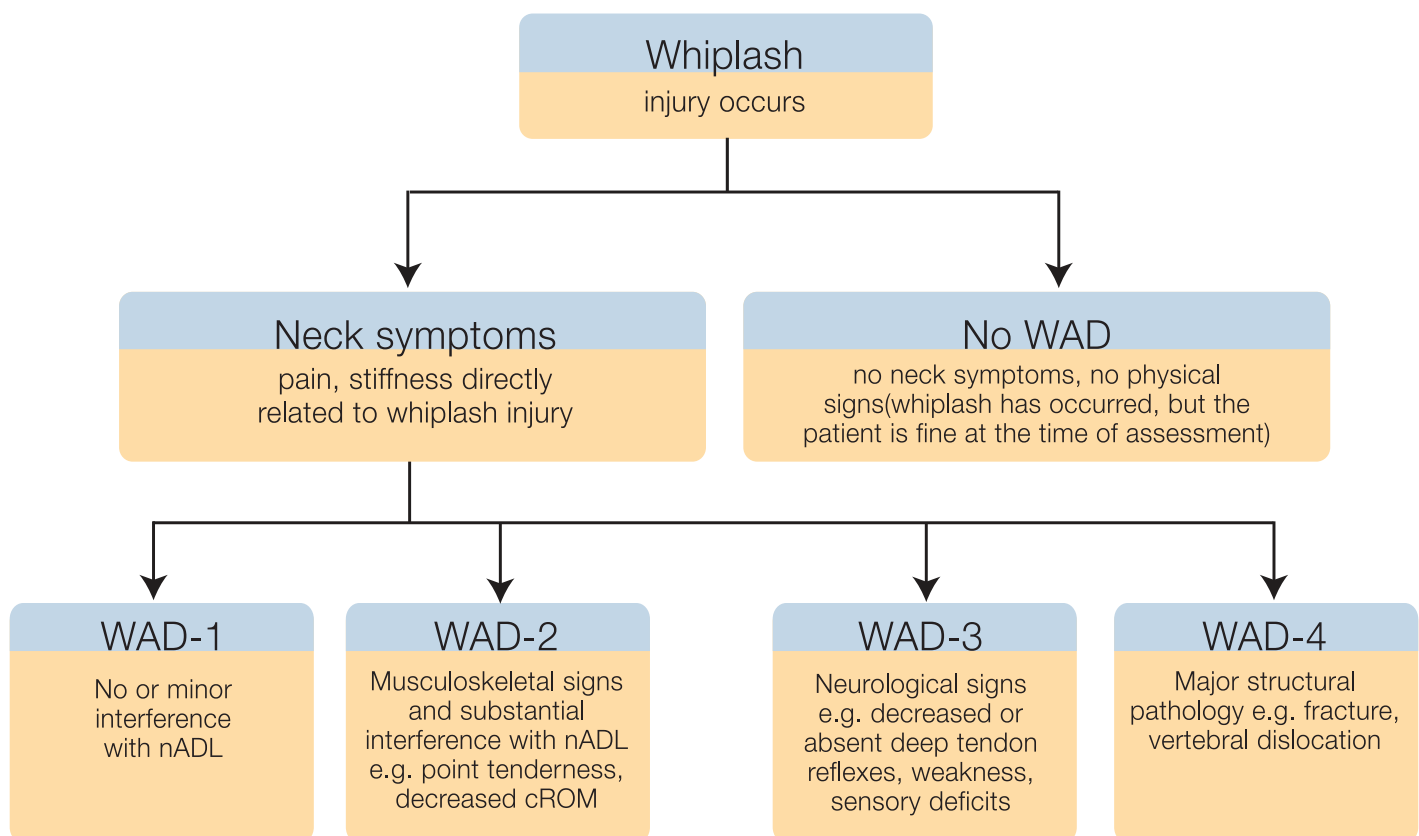 Whiplash
injury occurs
Neck symptoms
pain, stiffness directly
related to whiplash injury
No WAD
no neck symptoms, no physical
signs(whiplash has occurred, but the
patient is fine at the time of assessment)
WAD-1
No or minor
interference
with nADL
WAD-2
Musculoskeletal signs
and substantial
interference with nADL
e.g. point tenderness,
decreased cROM
WAD-3
Neurological signs
e.g. decreased or
absent deep tendon
reflexes, weakness,
sensory deficits
WAD-4
Major structural
pathology e.g. fracture,
vertebral dislocation